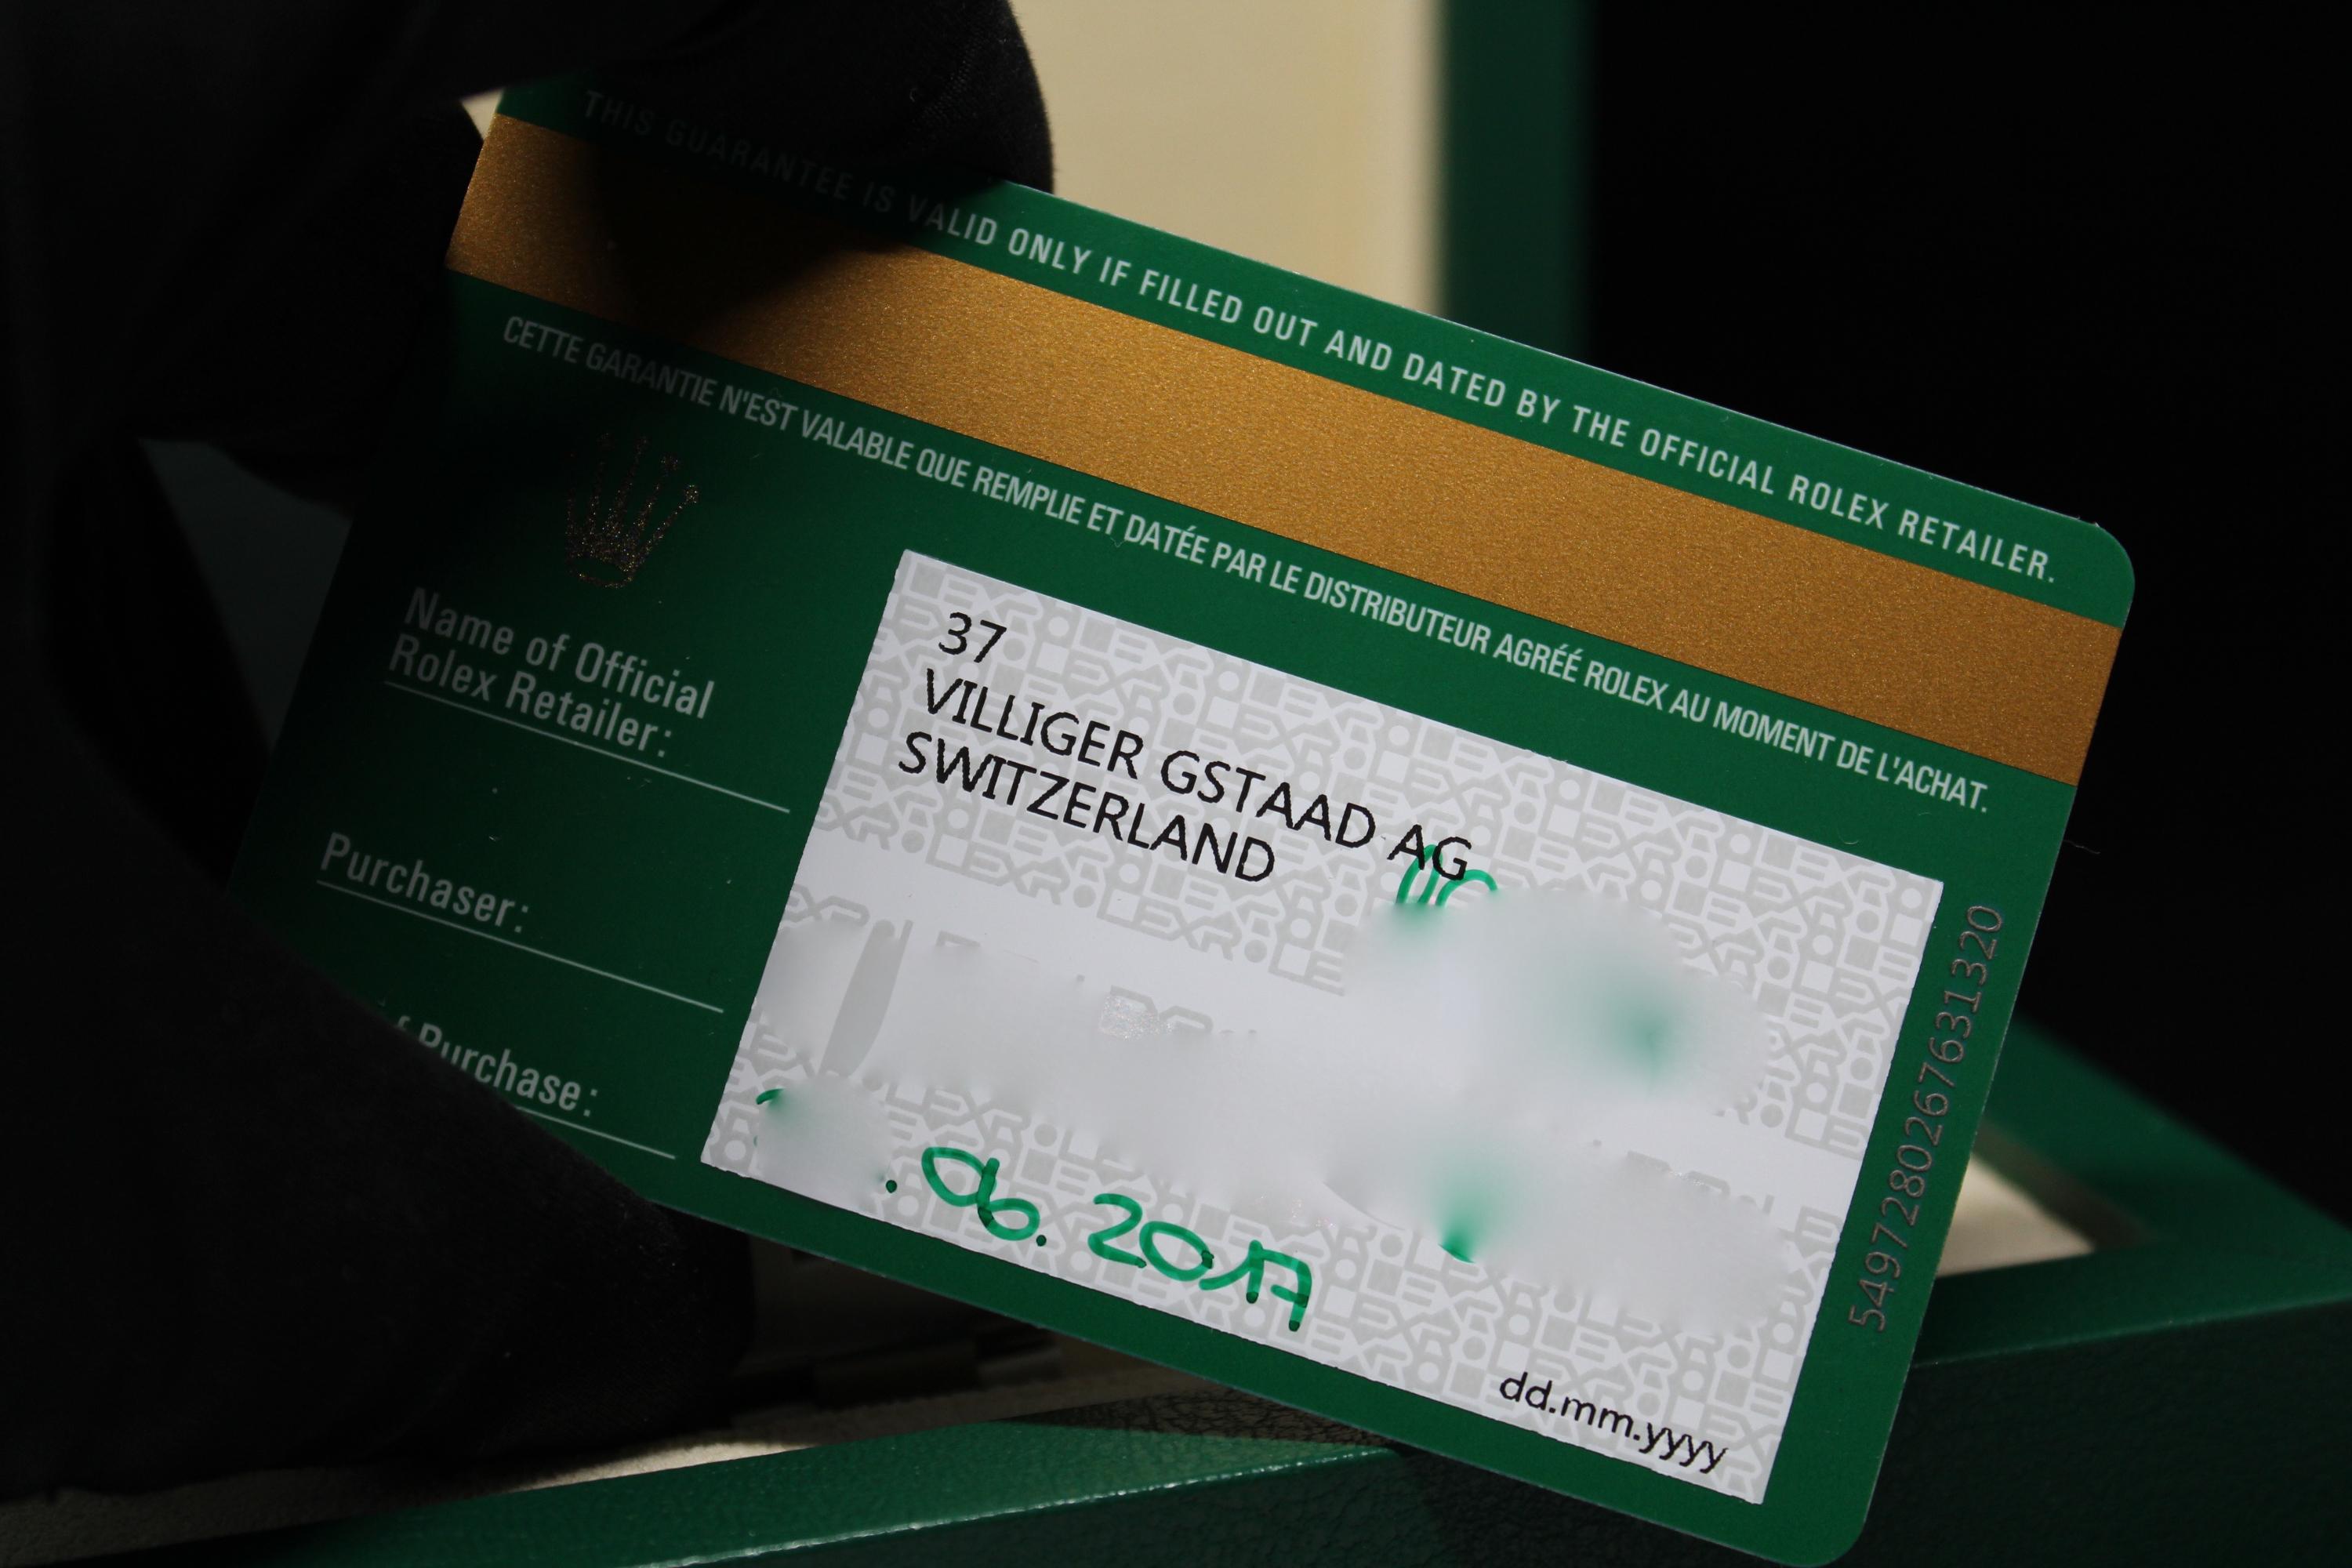 THIS GUARANTEE IS VALID ONLY IF FILLED OUT AND DATED BY THE OFFICIAL ROLEX RETAILER.
CETTE GARANTIE N'EST VALABLE QUE REMPLIE ET DATÉE PAR LE DISTRIBUTEUR AGRÉÉ ROLEX AU MOMENT DE L'ACHAT.
Name of Official
Rolex Retailer:
37
VILLIGER GSTAAD AG
SWITZERLAND
Purchaser:
Purchase:
. 06. 2017
dd.mm.yyyy
5497280267631320